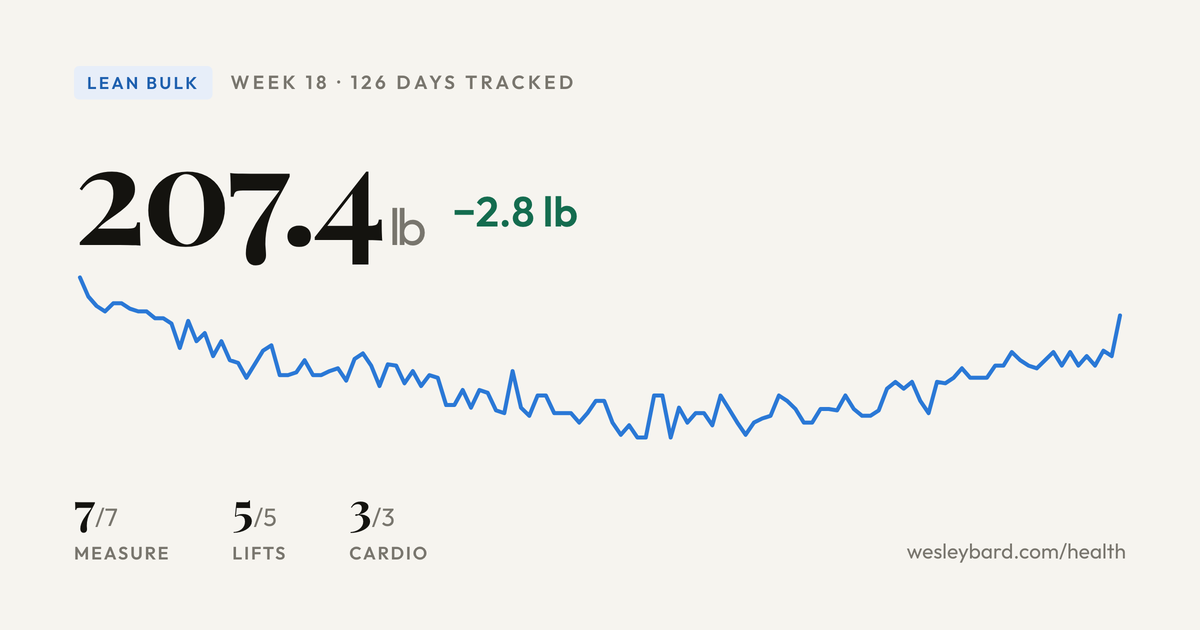 LEAN BULK WEEK 18 · 126 DAYS TRACKED
207.4 lb −2.8 lb
7/7 5/5 3/3
MEASURE LIFTS CARDIO wesleybard.com/health